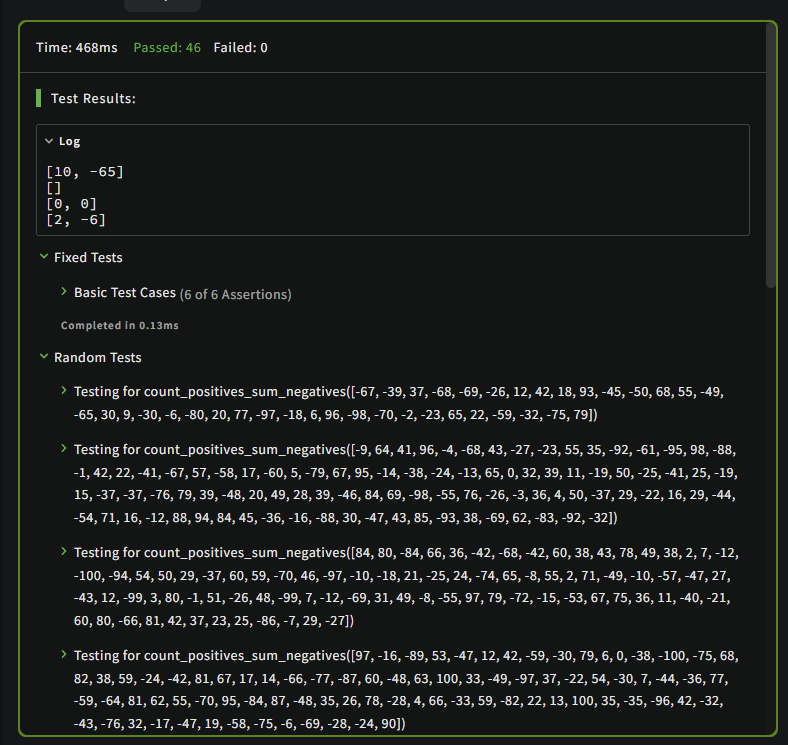 Time: 468ms Passed: 46 Failed: 0
Test Results:
Log
[10, -65]
[]
[0, 0]
[2, -6]
Fixed Tests
Basic Test Cases (6 of 6 Assertions)
Completed in 0.13ms
Random Tests
Testing for count_positives_sum_negatives([-67, -39, 37, -68, -69, -26, 12, 42, 18, 93, -45, -50, 68, 55, -49,
-65, 30, 9, -30, -6, -80, 20, 77, -97, -18, 6, 96, -98, -70, -2, -23, 65, 22, -59, -32, -75, 79])
Testing for count_positives_sum_negatives([-9, 64, 41, 96, -4, -68, 43, -27, -23, 55, 35, -92, -61, -95, 98, -88,
-1, 42, 22, -41, -67, 57, -58, 17, -60, 5, -79, 67, 95, -14, -38, -24, -13, 65, 0, 32, 39, 11, -19, 50, -25, -41, 25, -19,
15, -37, -37, -76, 79, 39, -48, 20, 49, 28, 39, -46, 84, 69, -98, -55, 76, -26, -3, 36, 4, 50, -37, 29, -22, 16, 29, -44,
-54, 71, 16, -12, 88, 94, 84, 45, -36, -16, -88, 30, -47, 43, 85, -93, 38, -69, 62, -83, -92, -32])
Testing for count_positives_sum_negatives([84, 80, -84, 66, 36, -42, -68, -42, 60, 38, 43, 78, 49, 38, 2, 7, -12,
-100, -94, 54, 50, 29, -37, 60, 59, -70, 46, -97, -10, -18, 21, -25, 24, -74, 65, -8, 55, 2, 71, -49, -10, -57, -47, 27,
-43, 12, -99, 3, 80, -1, 51, -26, 48, -99, 7, -12, -69, 31, 49, -8, -55, 97, 79, -72, -15, -53, 67, 75, 36, 11, -40, -21,
60, 80, -66, 81, 42, 37, 23, 25, -86, -7, 29, -27])
Testing for count_positives_sum_negatives([97, -16, -89, 53, -47, 12, 42, -59, -30, 79, 6, 0, -38, -100, -75, 68,
82, 38, 59, -24, -42, 81, 67, 17, 14, -66, -77, -87, 60, -48, 63, 100, 33, -49, -97, 37, -22, 54, -30, 7, -44, -36, 77,
-59, -64, 81, 62, 55, -70, 95, -84, 87, -48, 35, 26, 78, -28, 4, 66, -33, 59, -82, 22, 13, 100, 35, -35, -96, 42, -32,
-43, -76, 32, -17, -47, 19, -58, -75, -6, -69, -28, -24, 90])